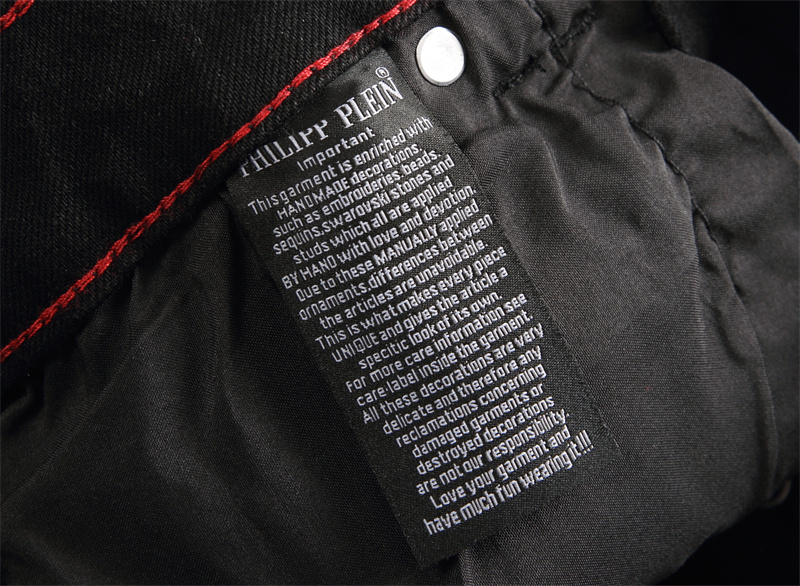 PHILIPP PLEIN®
Important
This garment is enriched with
HANDMADE decorations
such as embroideries, beads,
sequins, swarovski stones and
studs which all are applied
BY HAND with love and devotion.
Due to these MANUALLY applied
ornaments, differences between
the articles are unavoidable.
This is what makes every piece
UNIQUE and gives the article a
specitic look of its own.
For more care information see
care label inside the garment.
All these decorations are very
delicate and therefore any
reclamations concerning
damaged garments or
destroyed decorations
are not our responsibility.
Love your garment and
have much fun wearing it!!!